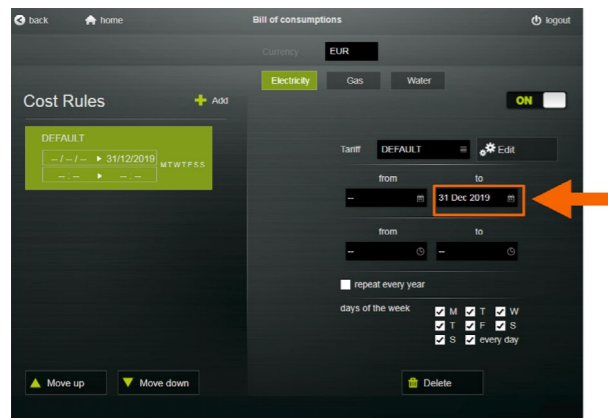 back home Bill of consumptions logout
Currency EUR
Electricity Gas Water
Cost Rules Add ON
DEFAULT
-- / -- / -- 31/12/2019 MTWTFSS
-- . -- -- . --
Tariff DEFAULT Edit
from to
-- 31 Dec 2019
from to
-- --
repeat every year
days of the week M T W
T F S
S every day
Move up Move down Delete